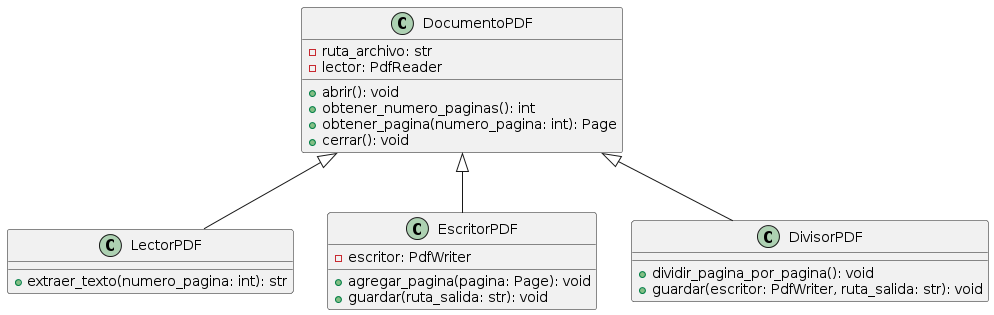 C DocumentoPDF
ruta_archivo: str
lector: PdfReader
abrir(): void
obtener_numero_paginas(): int
obtener_pagina(numero_pagina: int): Page
cerrar(): void
C LectorPDF
extraer_texto(numero_pagina: int): str
C EscritorPDF
escritor: PdfWriter
agregar_pagina(pagina: Page): void
guardar(ruta_salida: str): void
C DivisorPDF
dividir_pagina_por_pagina(): void
guardar(escritor: PdfWriter, ruta_salida: str): void